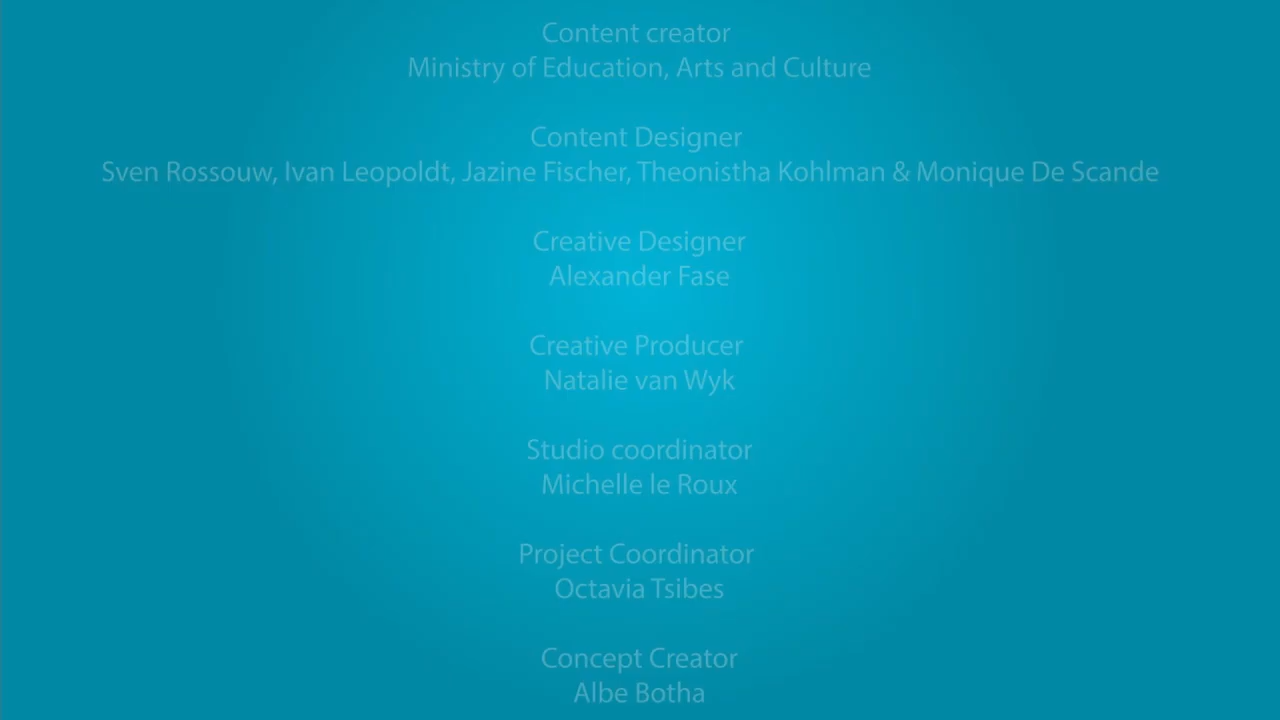 Content creator
Ministry of Education, Arts and Culture
Content Designer
Sven Rossouw, Ivan Leopoldt, Jazine Fischer, Theonistha Kohlman & Monique De Scande
Creative Designer
Alexander Fase
Creative Producer
Natalie van Wyk
Studio coordinator
Michelle le Roux
Project Coordinator
Octavia Tsibes
Concept Creator
Albe Botha